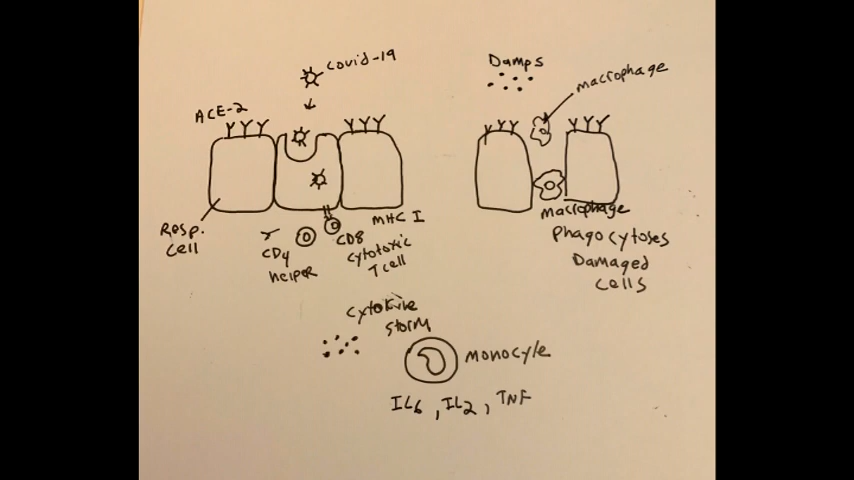 Covid-19
ACE-2
Resp.
Cell
MHC I
CD4
helper
CD8
cytotoxic
T cell
Damps
macrophage
macrophage
Phagocytoses
Damaged
Cells
Cytokine
Storm
monocyte
IL6, IL2, TNF